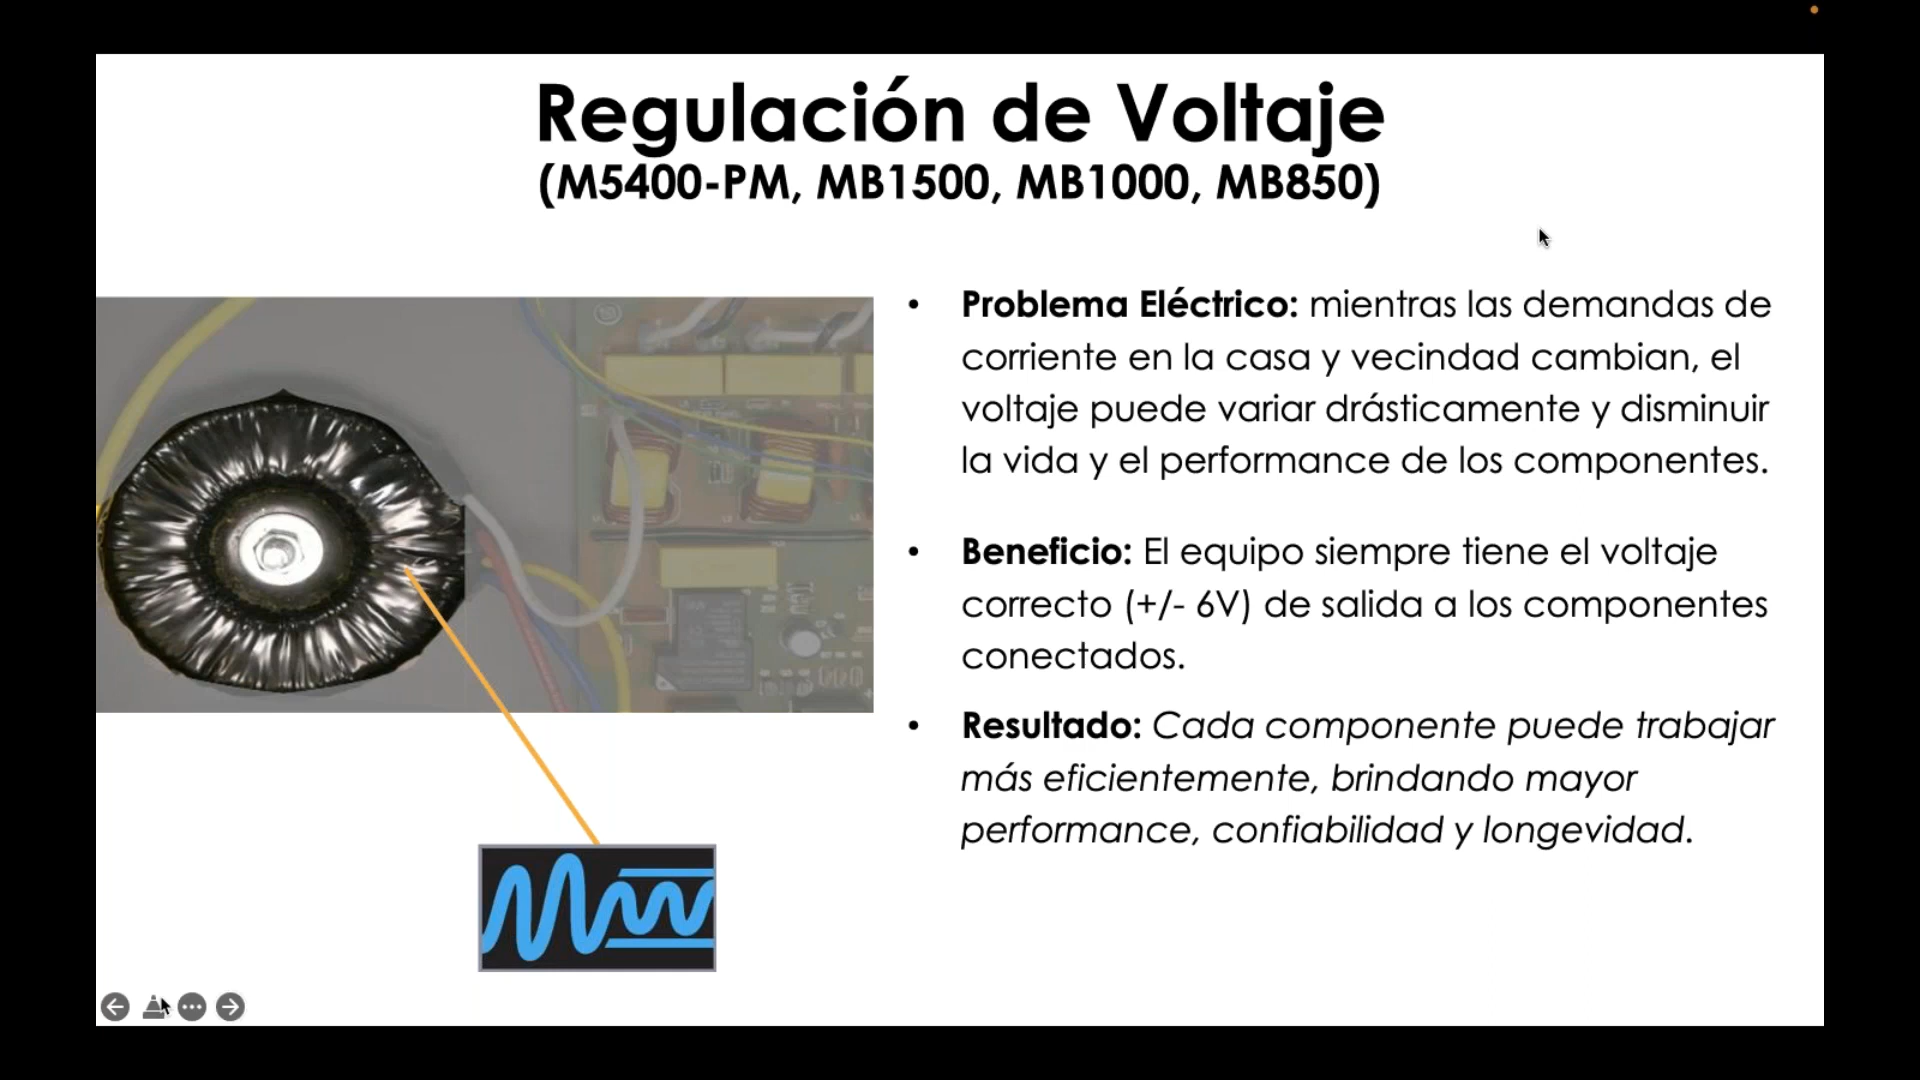 Regulación de Voltaje
(M5400-PM, MB1500, MB1000, MB850)
• Problema Eléctrico: mientras las demandas de
corriente en la casa y vecindad cambian, el
voltaje puede variar drásticamente y disminuir
la vida y el performance de los componentes.
• Beneficio: El equipo siempre tiene el voltaje
correcto (+/- 6V) de salida a los componentes
conectados.
• Resultado: Cada componente puede trabajar
más eficientemente, brindando mayor
performance, confiabilidad y longevidad.